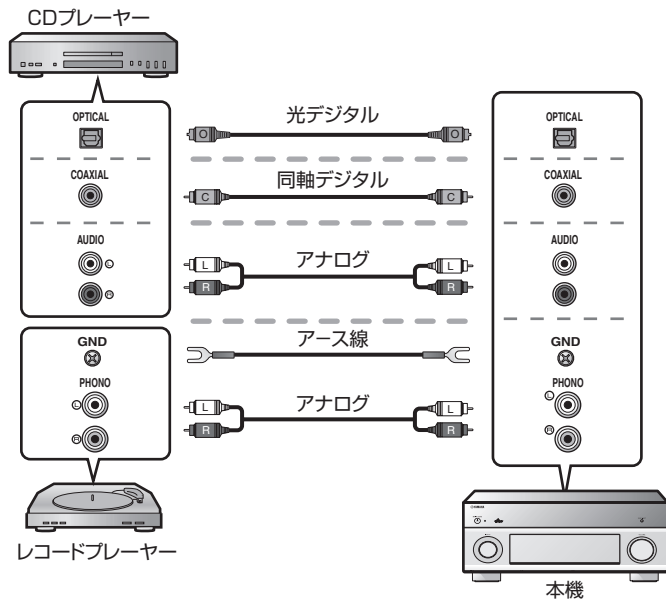 CDプレーヤー
OPTICAL
光デジタル
OPTICAL
O
O
COAXIAL
同軸デジタル
COAXIAL
C
C
AUDIO
アナログ
AUDIO
L
L
L
R
R
R
GND
アース線
GND
PHONO
アナログ
PHONO
L
L
L
L
R
R
R
R
レコードプレーヤー
YAMAHA
本機